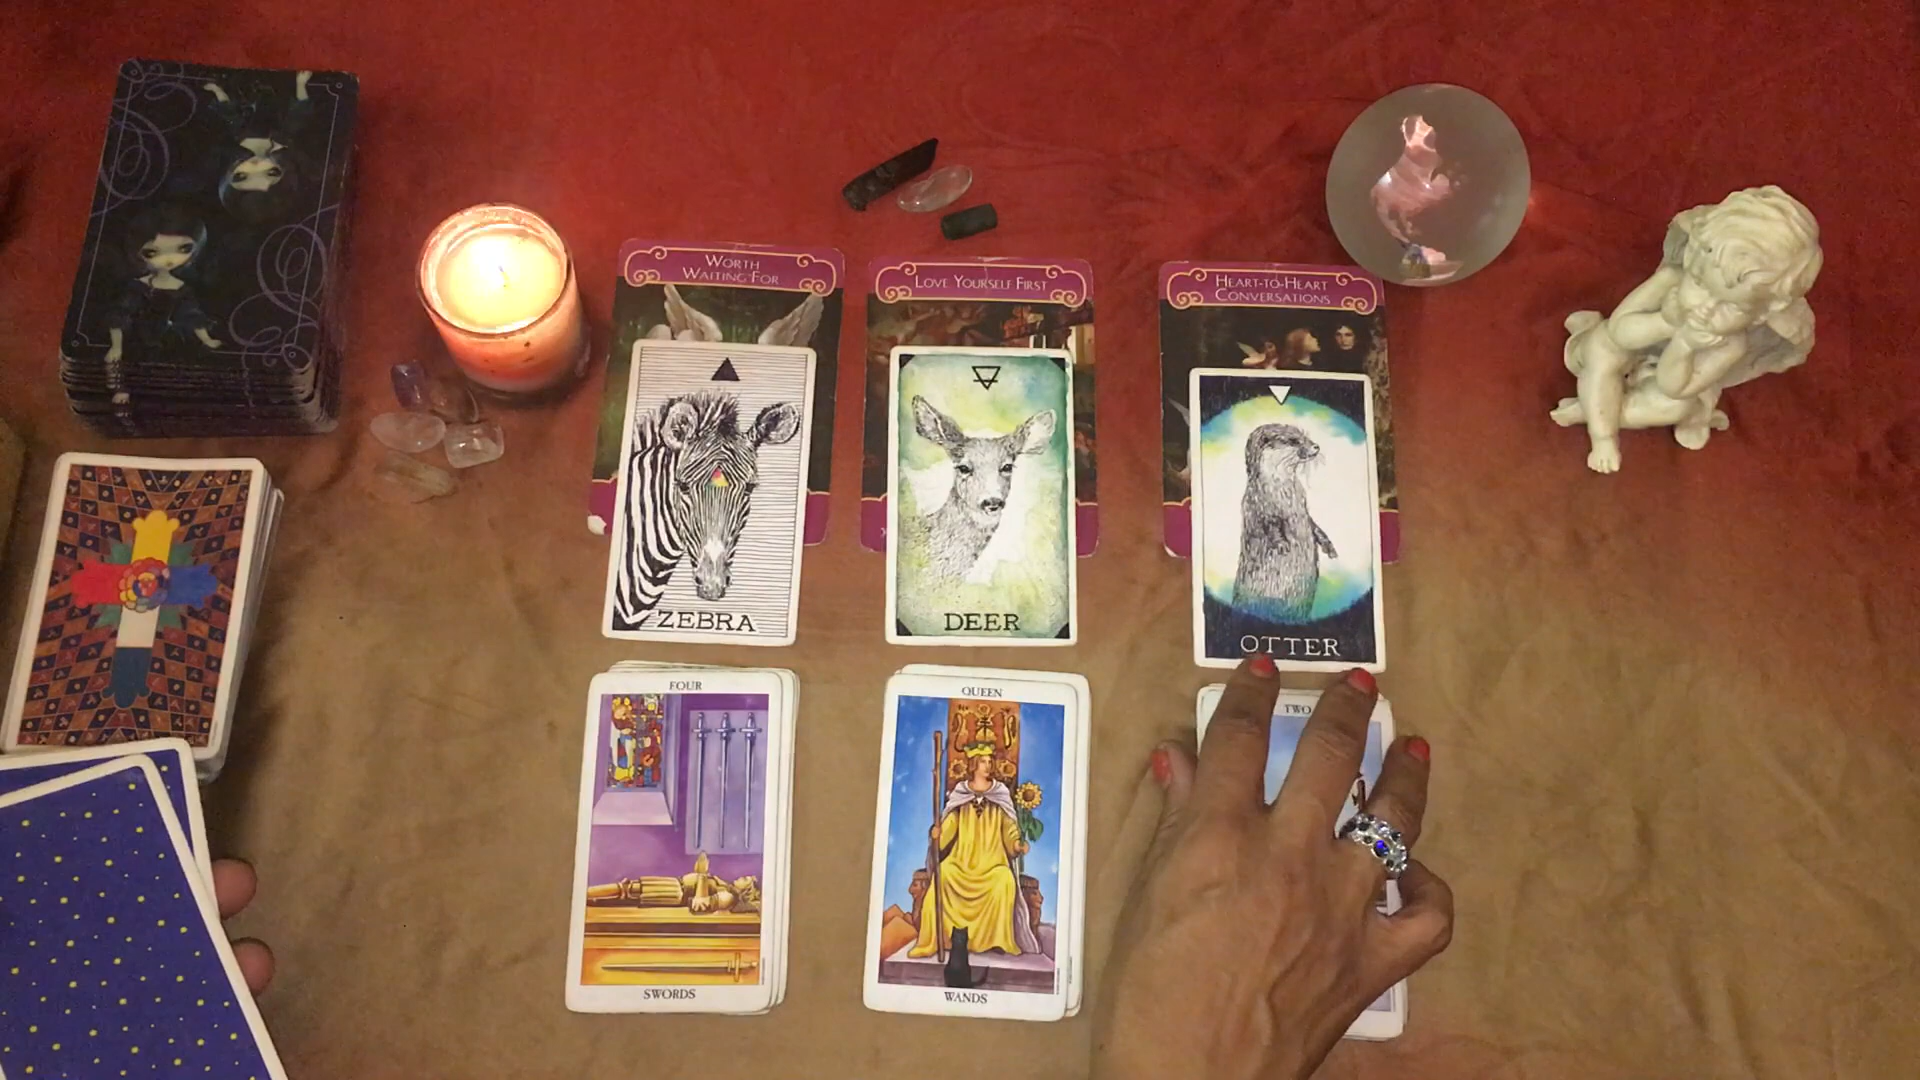 WORTH
WAITING FOR
LOVE YOURSELF FIRST
HEART-TO-HEART
CONVERSATIONS
ZEBRA
DEER
OTTER
FOUR
SWORDS
QUEEN
WANDS
TWO